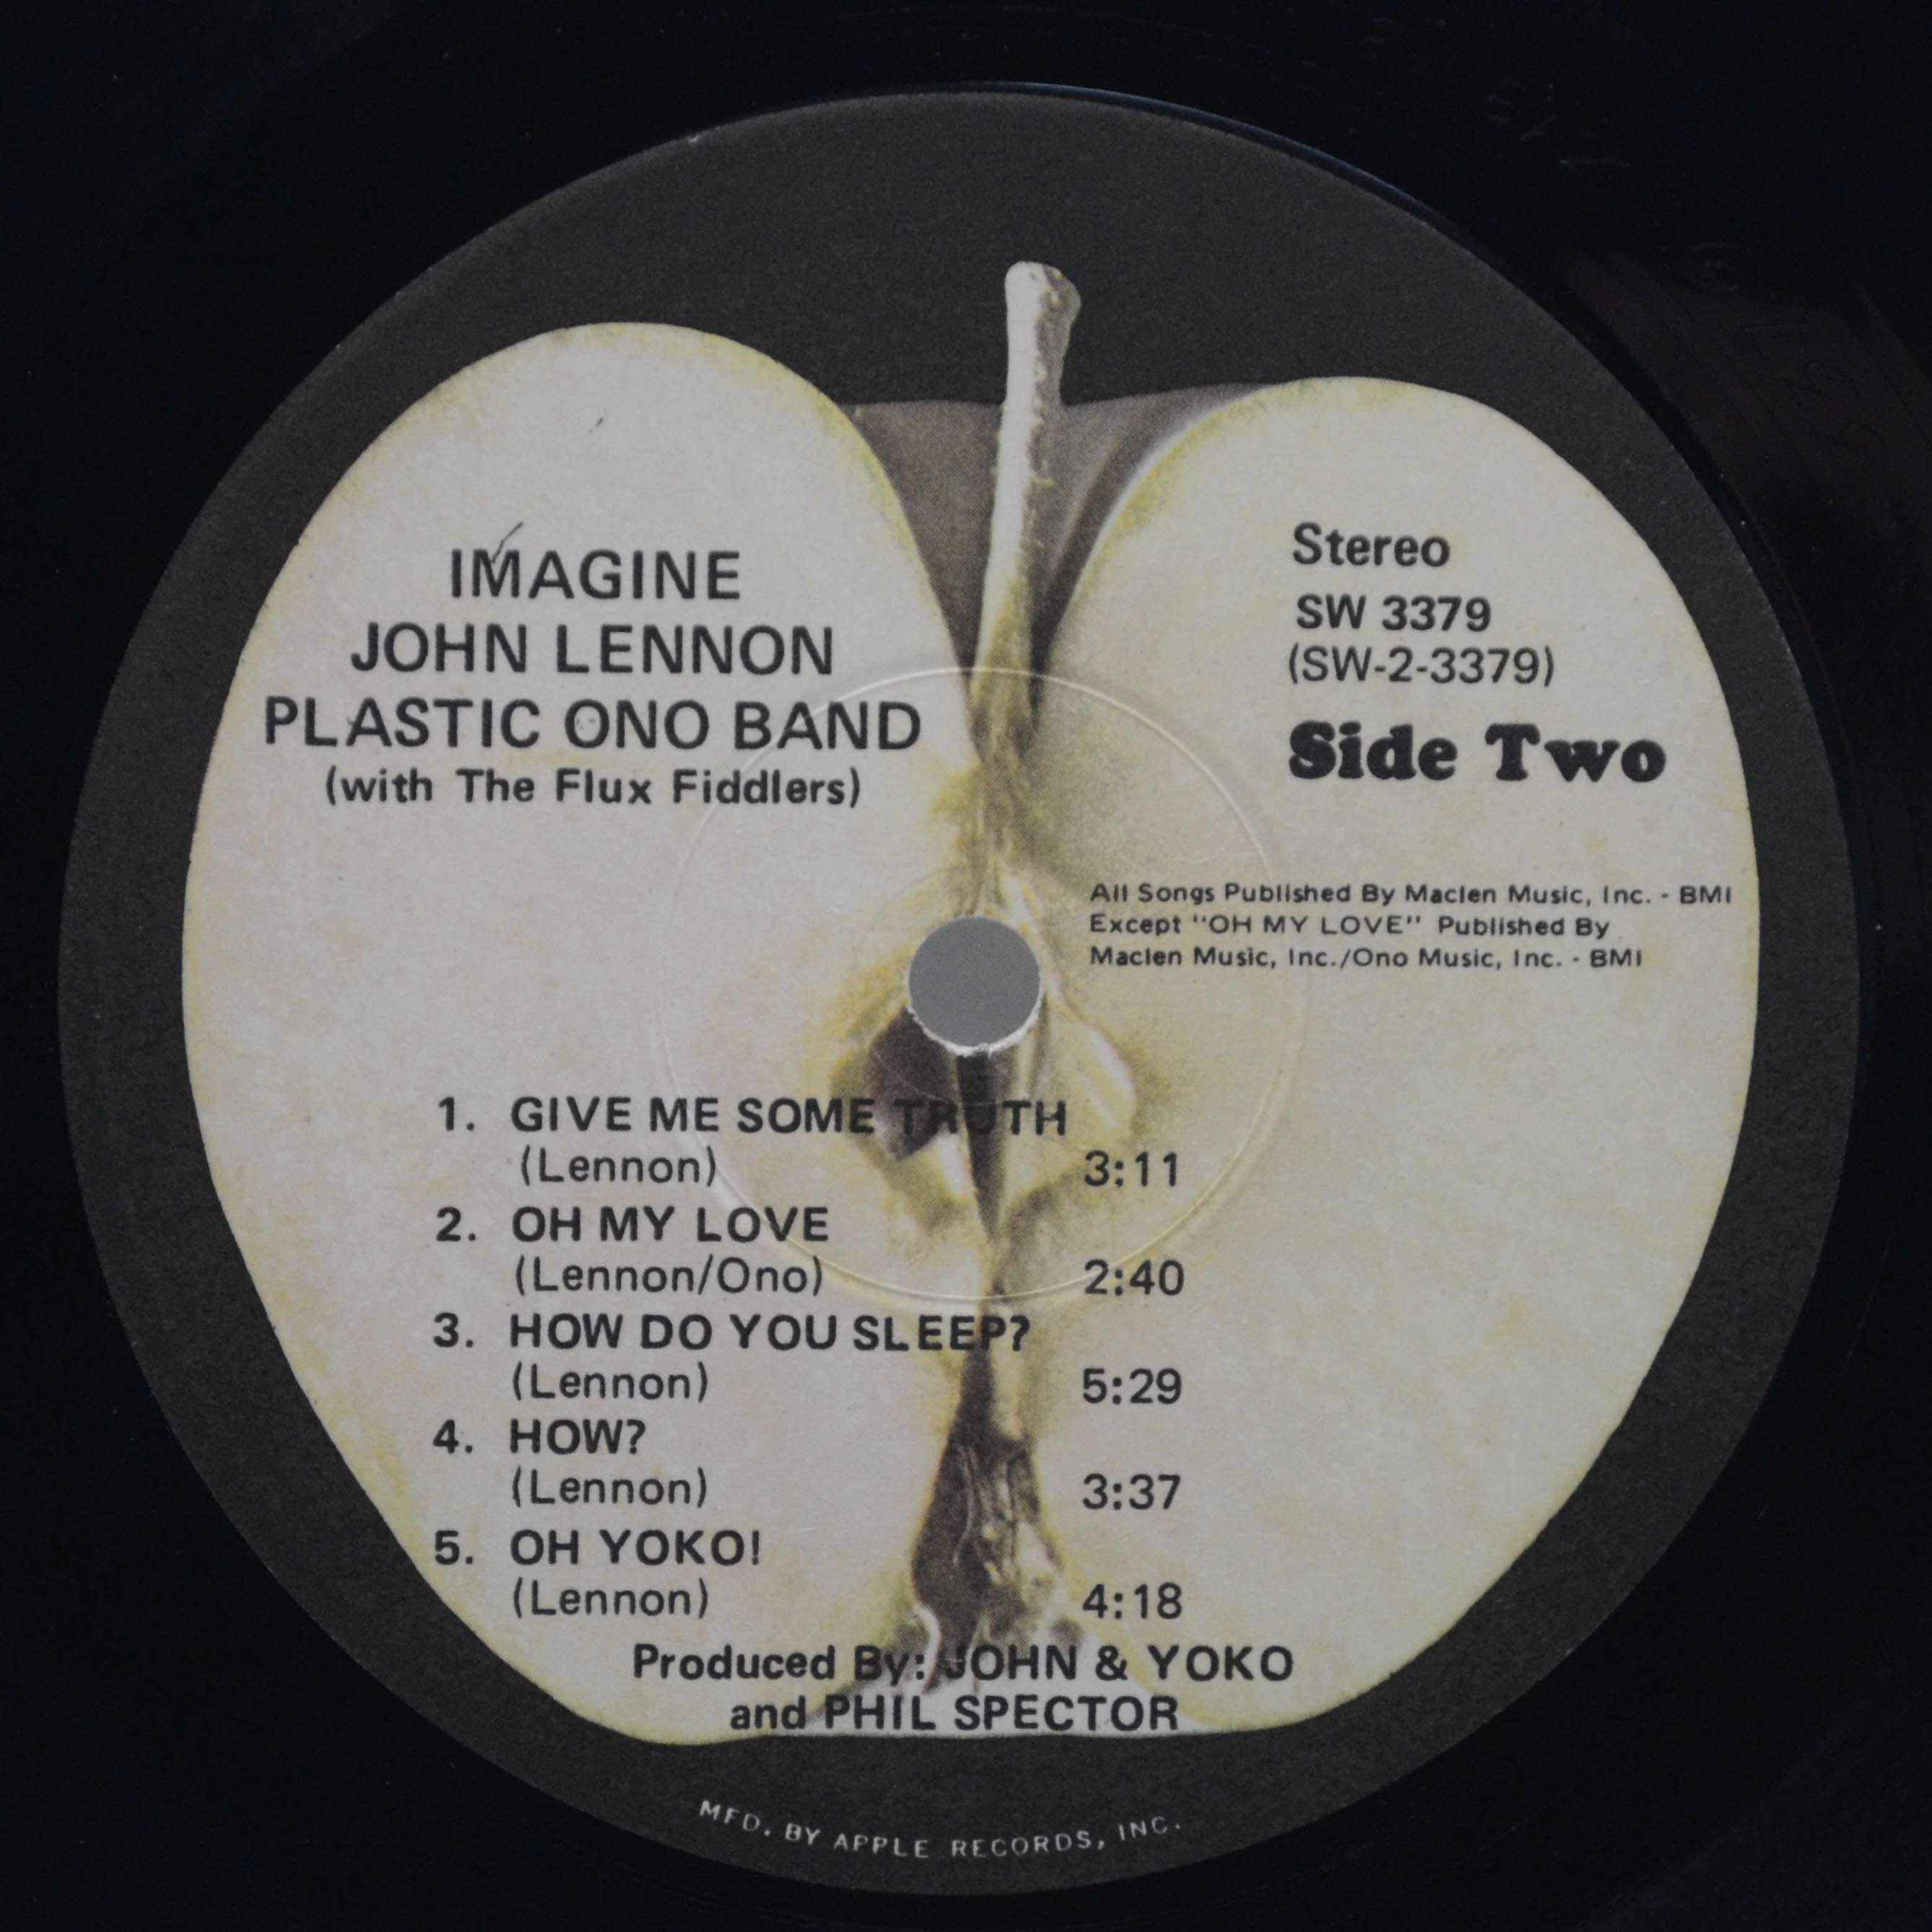 IMAGINE
JOHN LENNON
PLASTIC ONO BAND
(with The Flux Fiddlers)
Stereo
SW 3379
(SW-2-3379)
Side Two
All Songs Published By Maclen Music, Inc. - BMI
Except "OH MY LOVE" Published By
Maclen Music, Inc./Ono Music, Inc. - BMI
1. GIVE ME SOME TRUTH
(Lennon) 3:11
2. OH MY LOVE
(Lennon/Ono) 2:40
3. HOW DO YOU SLEEP?
(Lennon) 5:29
4. HOW?
(Lennon) 3:37
5. OH YOKO!
(Lennon) 4:18
Produced By: JOHN & YOKO
and PHIL SPECTOR
MFD. BY APPLE RECORDS, INC.